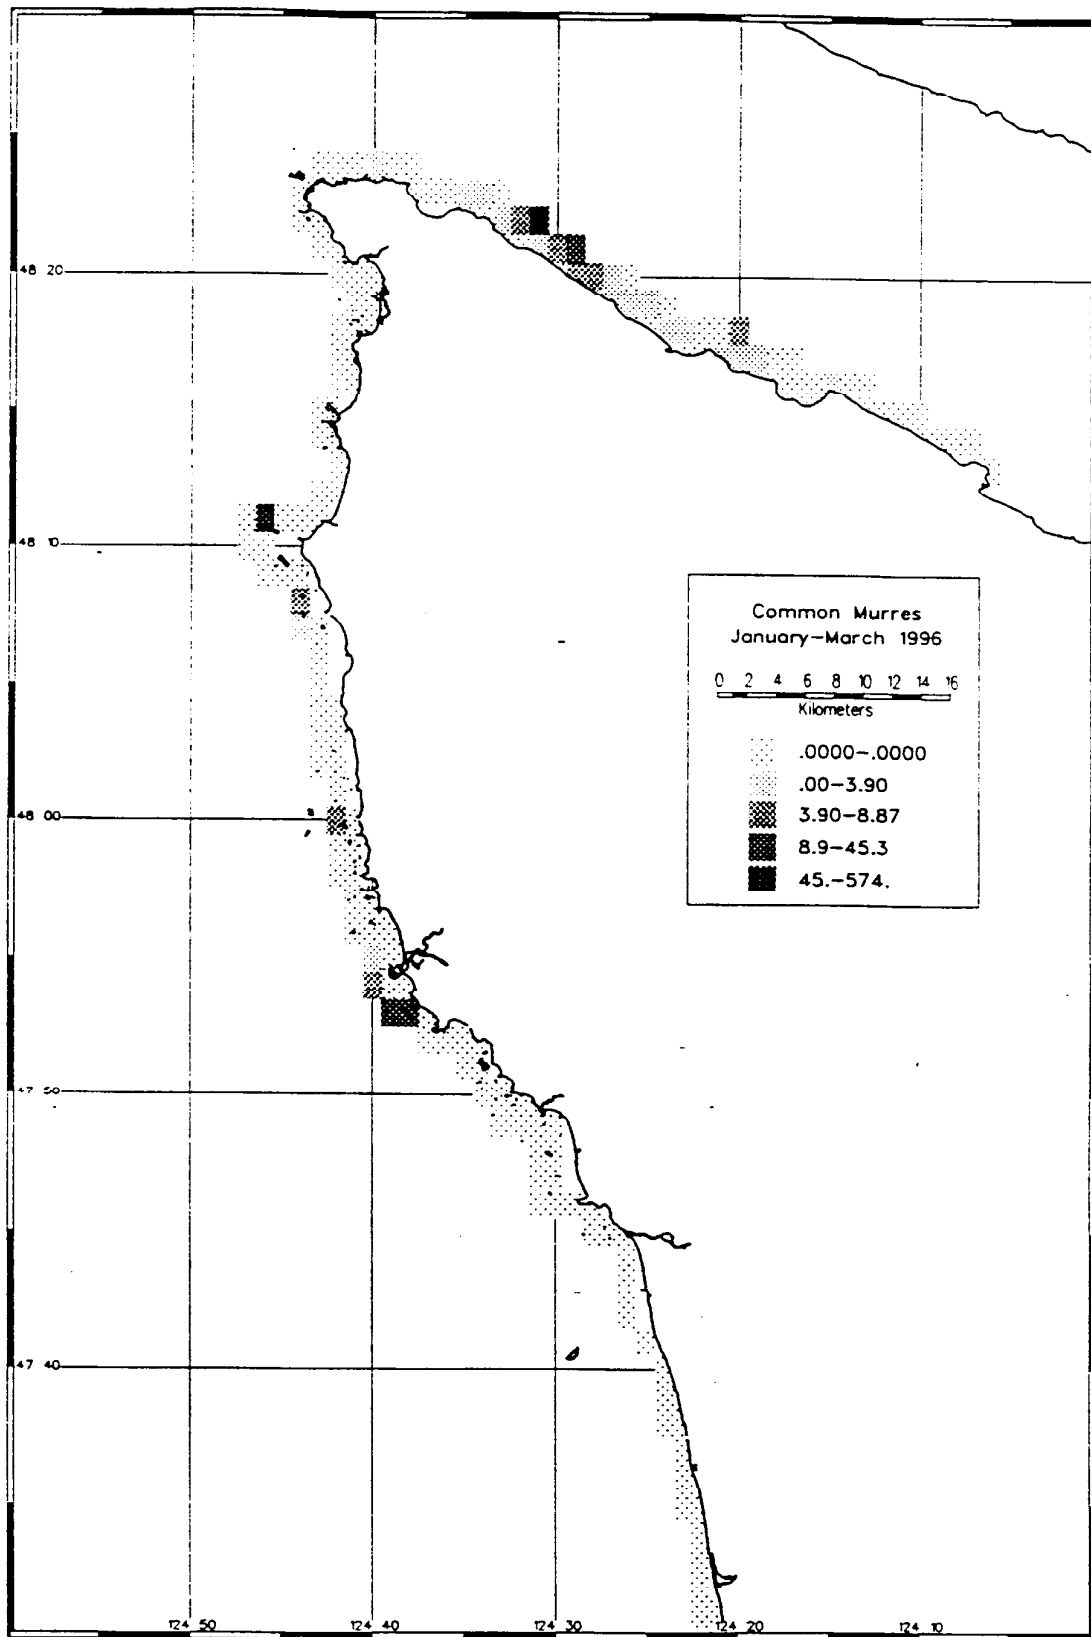 48 20
48 10
Common Murres
January-March 1996
0 2 4 6 8 10 12 14 16
Kilometers
.0000-.0000
.00-3.90
3.90-8.87
8.9-45.3
45.-574.
48 00
47 50
47 40
124 50 124 40 124 30 124 20 124 10